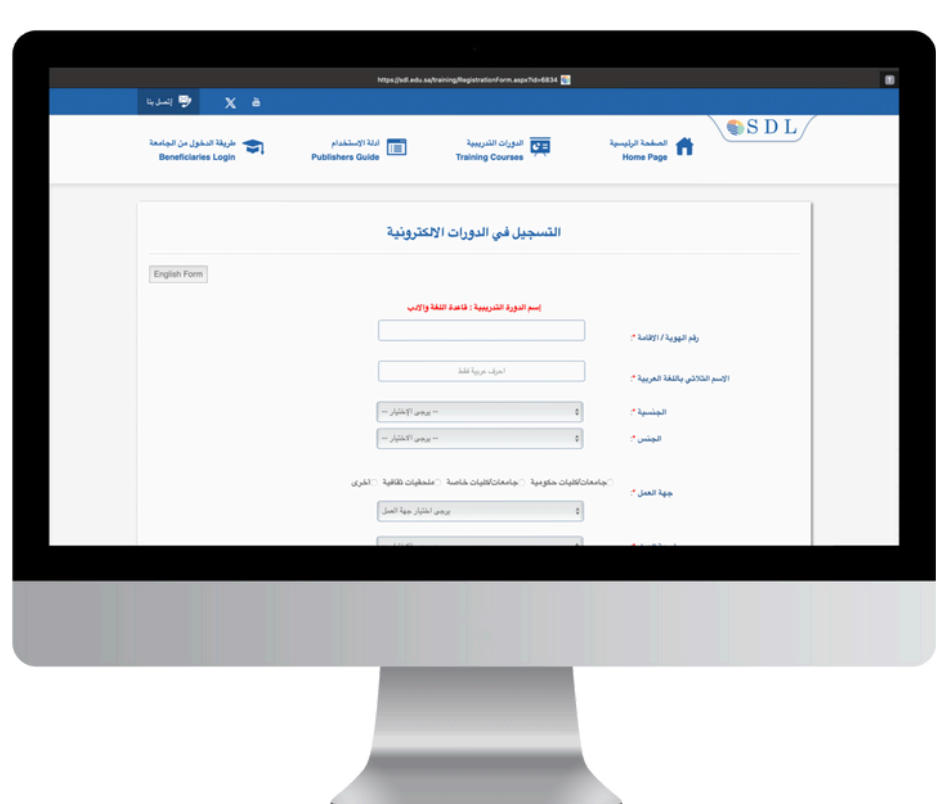 https://sdl.edu.sa/training/RegistrationForm.aspx?id=6834
إتصل بنا
SDL
الصفحة الرئيسية
Home Page
الدورات التدريبية
Training Courses
ادلة الإستخدام
Publishers Guide
طريقة الدخول من الجامعة
Beneficiaries Login
التسجيل في الدورات الالكترونية
English Form
إسم الدورة التدريبية : قاعدة اللغة والادب
رقم الهوية / الاقامة *:
الاسم الثلاثي باللغة العربية *:
احرف عربية فقط
الجنسية *:
-- يرجى الإختيار --
الجنس *:
-- يرجى الاختيار --
جهة العمل *:
جامعات/كليات حكومية جامعات/كليات خاصة ملحقيات ثقافية اخرى
يرجى اختيار جهة العمل